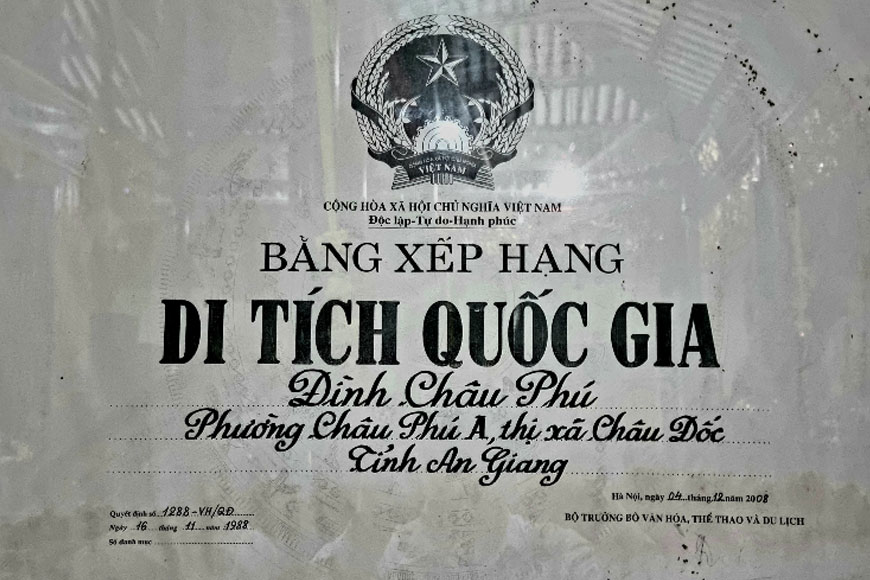 VIỆT NAM
CỘNG HÒA XÃ HỘI CHỦ NGHĨA VIỆT NAM
Độc lập-Tự do-Hạnh phúc
BẰNG XẾP HẠNG
DI TÍCH QUỐC GIA
Đình Châu Phú
Phường Châu Phú A, thị xã Châu Đốc
Tỉnh An Giang
Hà Nội, ngày 04 tháng 12 năm 2008
BỘ TRƯỞNG BỘ VĂN HÓA, THỂ THAO VÀ DU LỊCH
Quyết định số 1288-VH/QĐ
Ngày 16 tháng 11 năm 1988
Số danh mục